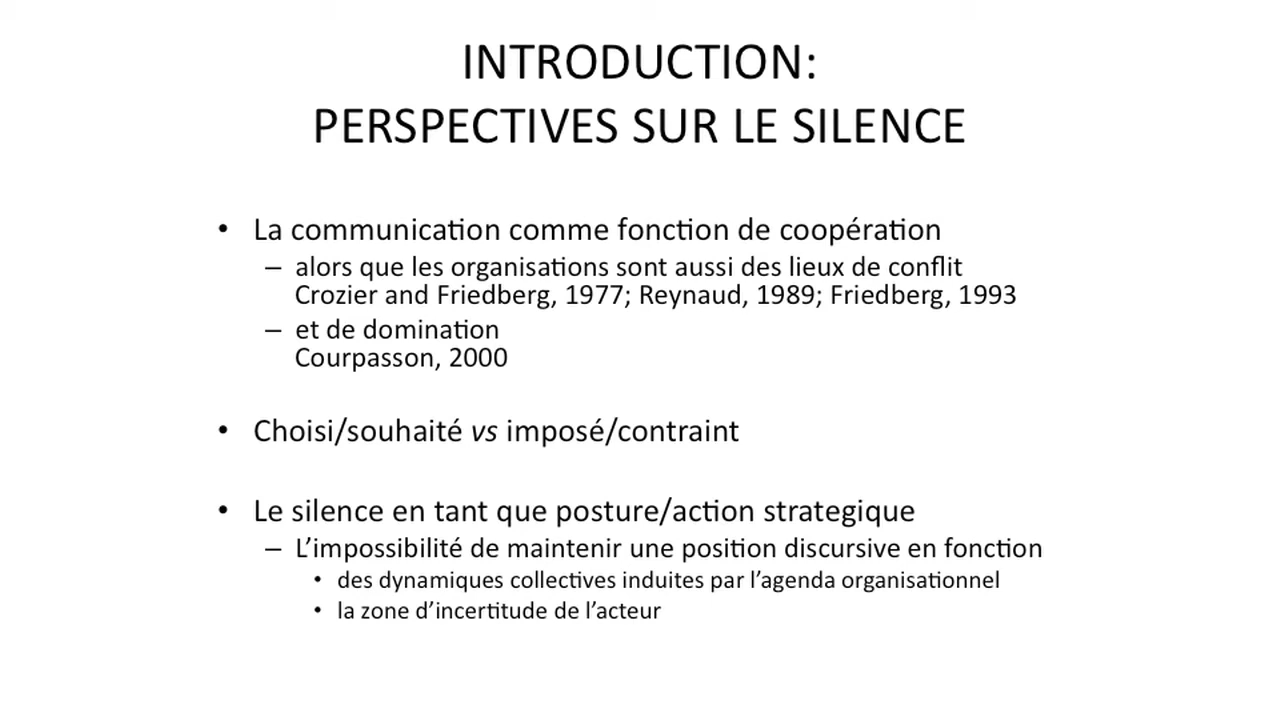 INTRODUCTION:
PERSPECTIVES SUR LE SILENCE
• La communication comme fonction de coopération
– alors que les organisations sont aussi des lieux de conflit
Crozier and Friedberg, 1977; Reynaud, 1989; Friedberg, 1993
– et de domination
Courpasson, 2000
• Choisi/souhaité vs imposé/contraint
• Le silence en tant que posture/action strategique
– L’impossibilité de maintenir une position discursive en fonction
• des dynamiques collectives induites par l’agenda organisationnel
• la zone d’incertitude de l’acteur